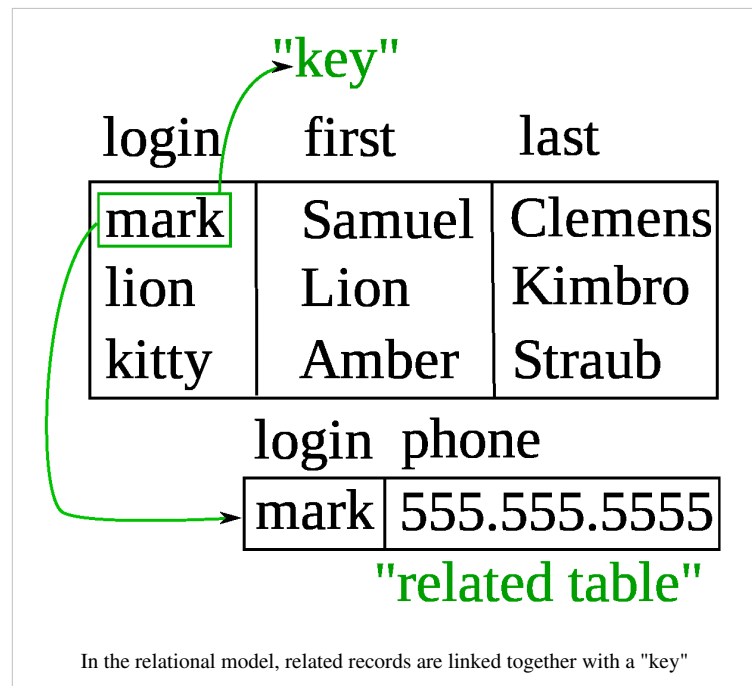 "key"
login first last
mark Samuel Clemens
lion Lion Kimbro
kitty Amber Straub
login phone
mark 555.555.5555
"related table"
In the relational model, related records are linked together with a "key"